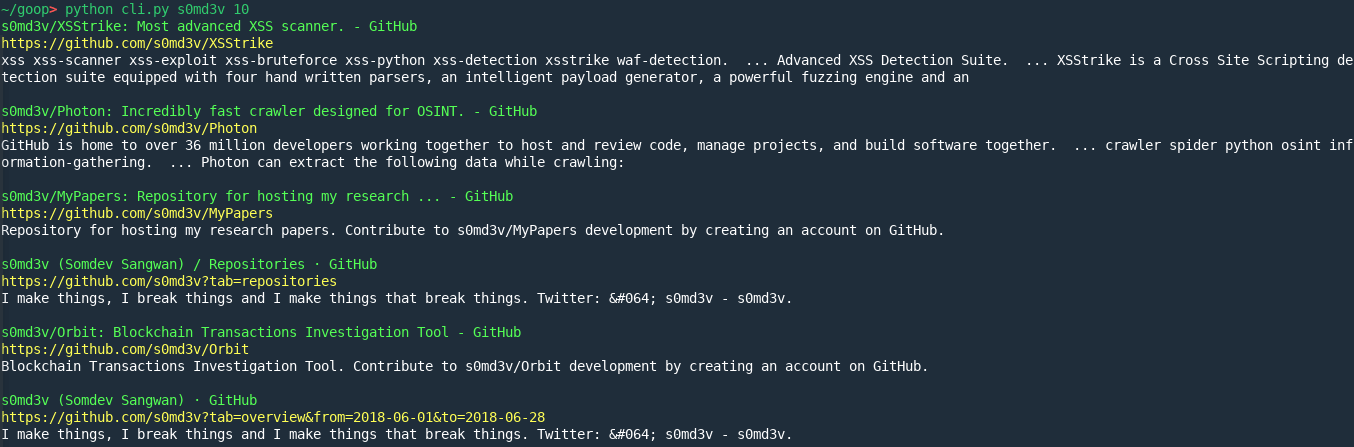 ~/goop> python cli.py s0md3v 10
s0md3v/XSStrike: Most advanced XSS scanner. - GitHub
https://github.com/s0md3v/XSStrike
xss xss-scanner xss-exploit xss-bruteforce xss-python xss-detection xsstrike waf-detection.  ... Advanced XSS Detection Suite.  ... XSStrike is a Cross Site Scripting de
tection suite equipped with four hand written parsers, an intelligent payload generator, a powerful fuzzing engine and an
s0md3v/Photon: Incredibly fast crawler designed for OSINT. - GitHub
https://github.com/s0md3v/Photon
GitHub is home to over 36 million developers working together to host and review code, manage projects, and build software together.  ... crawler spider python osint inf
ormation-gathering.  ... Photon can extract the following data while crawling:
s0md3v/MyPapers: Repository for hosting my research ... - GitHub
https://github.com/s0md3v/MyPapers
Repository for hosting my research papers. Contribute to s0md3v/MyPapers development by creating an account on GitHub.
s0md3v (Somdev Sangwan) / Repositories · GitHub
https://github.com/s0md3v?tab=repositories
I make things, I break things and I make things that break things. Twitter: &#064; s0md3v - s0md3v.
s0md3v/Orbit: Blockchain Transactions Investigation Tool - GitHub
https://github.com/s0md3v/Orbit
Blockchain Transactions Investigation Tool. Contribute to s0md3v/Orbit development by creating an account on GitHub.
s0md3v (Somdev Sangwan) · GitHub
https://github.com/s0md3v?tab=overview&from=2018-06-01&to=2018-06-28
I make things, I break things and I make things that break things. Twitter: &#064; s0md3v - s0md3v.